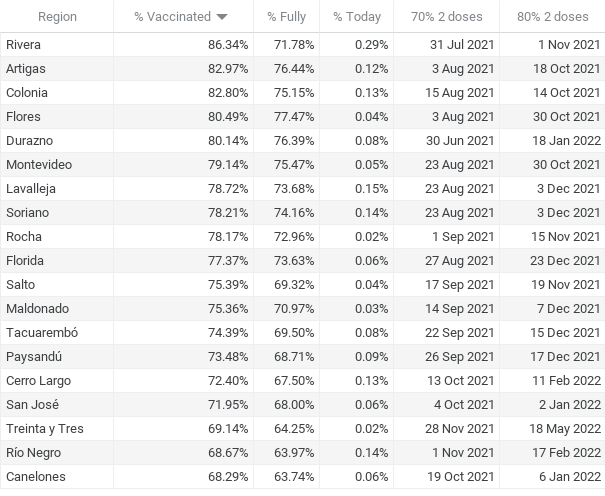 Region % Vaccinated % Fully % Today 70% 2 doses 80% 2 doses
Rivera 86.34% 71.78% 0.29% 31 Jul 2021 1 Nov 2021
Artigas 82.97% 76.44% 0.12% 3 Aug 2021 18 Oct 2021
Colonia 82.80% 75.15% 0.13% 15 Aug 2021 14 Oct 2021
Flores 80.49% 77.47% 0.04% 3 Aug 2021 30 Oct 2021
Durazno 80.14% 76.39% 0.08% 30 Jun 2021 18 Jan 2022
Montevideo 79.14% 75.47% 0.05% 23 Aug 2021 30 Oct 2021
Lavalleja 78.72% 73.68% 0.15% 23 Aug 2021 3 Dec 2021
Soriano 78.21% 74.16% 0.14% 23 Aug 2021 3 Dec 2021
Rocha 78.17% 72.96% 0.02% 1 Sep 2021 15 Nov 2021
Florida 77.37% 73.63% 0.06% 27 Aug 2021 23 Dec 2021
Salto 75.39% 69.32% 0.04% 17 Sep 2021 19 Nov 2021
Maldonado 75.36% 70.97% 0.03% 14 Sep 2021 7 Dec 2021
Tacuarembó 74.39% 69.50% 0.08% 22 Sep 2021 15 Dec 2021
Paysandú 73.48% 68.71% 0.09% 26 Sep 2021 17 Dec 2021
Cerro Largo 72.40% 67.50% 0.13% 13 Oct 2021 11 Feb 2022
San José 71.95% 68.00% 0.06% 4 Oct 2021 2 Jan 2022
Treinta y Tres 69.14% 64.25% 0.02% 28 Nov 2021 18 May 2022
Río Negro 68.67% 63.97% 0.14% 1 Nov 2021 17 Feb 2022
Canelones 68.29% 63.74% 0.06% 19 Oct 2021 6 Jan 2022